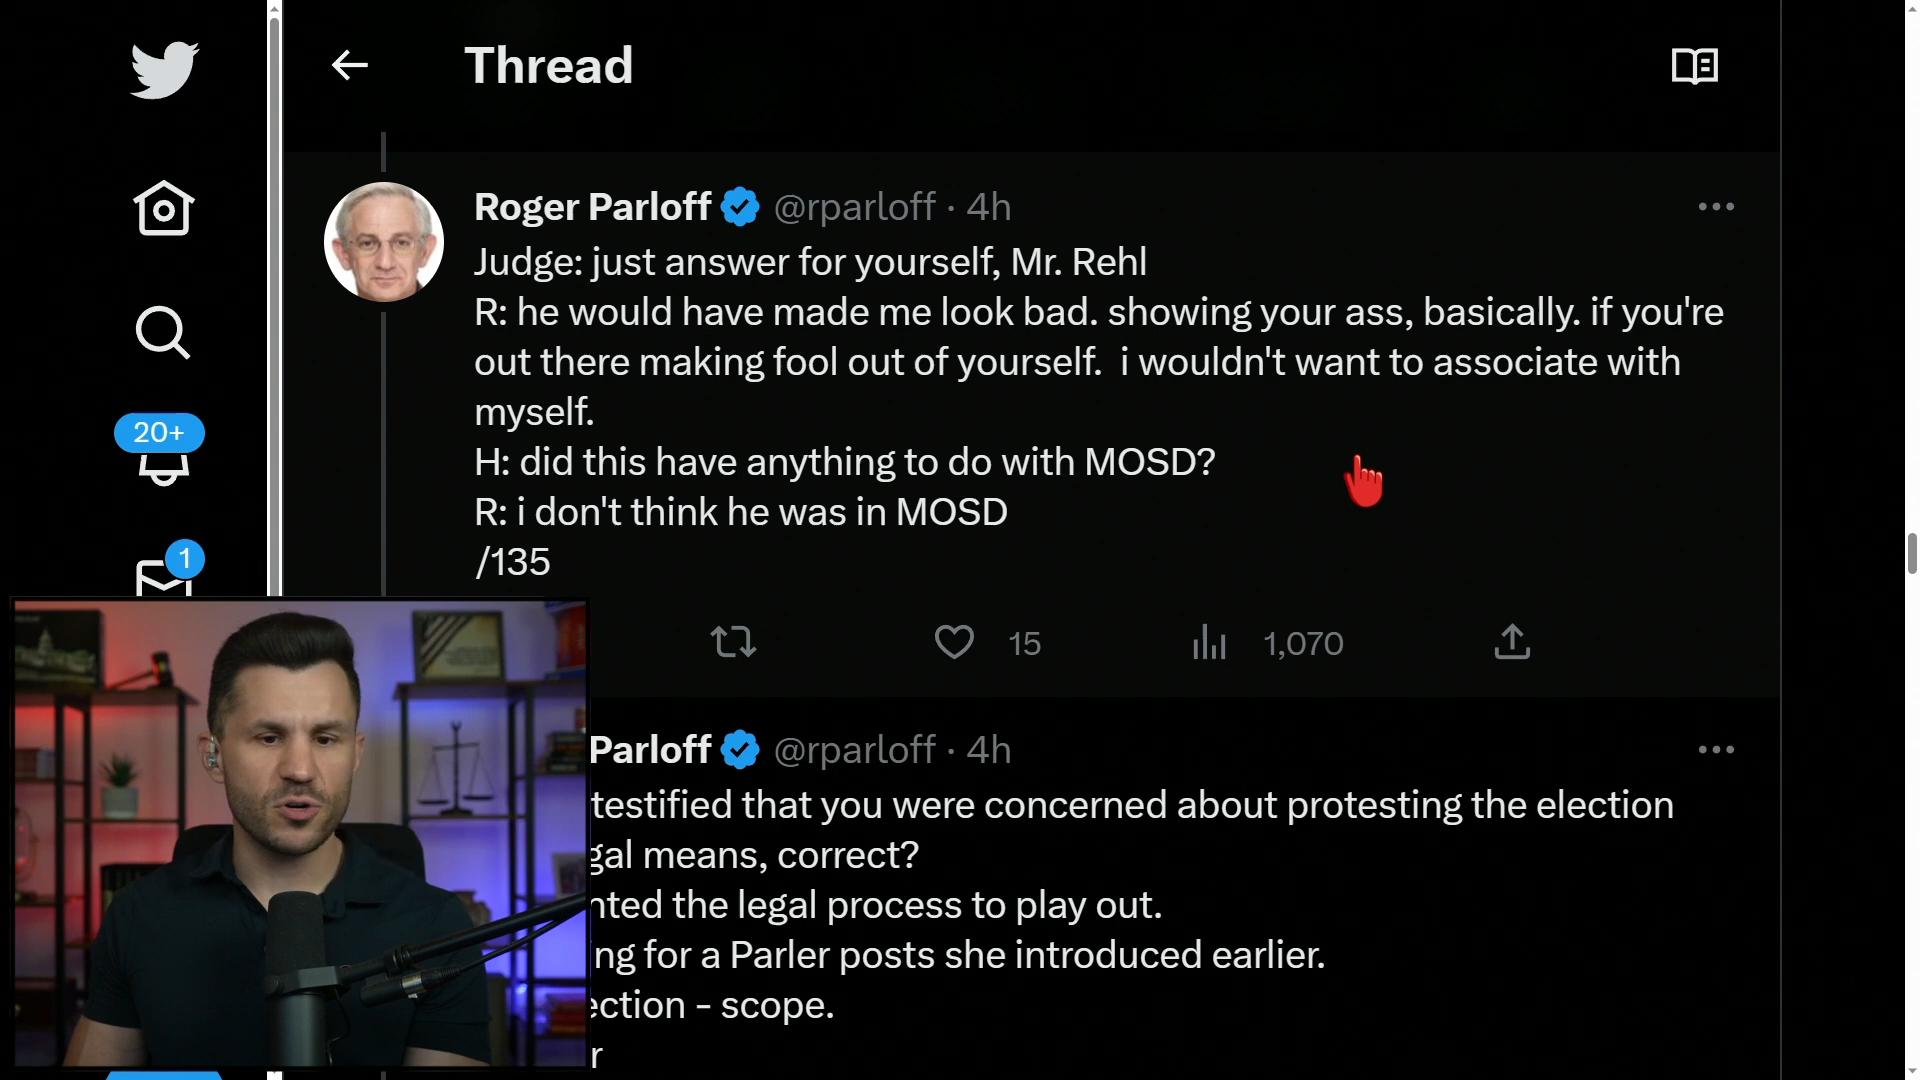 Thread
Roger Parloff @rparloff · 4h
Judge: just answer for yourself, Mr. Rehl
R: he would have made me look bad. showing your ass, basically. if you're
out there making fool out of yourself.  i wouldn't want to associate with
myself.
H: did this have anything to do with MOSD?
R: i don't think he was in MOSD
/135
20+
1
15
1,070
Parloff @rparloff · 4h
testified that you were concerned about protesting the election
gal means, correct?
nted the legal process to play out.
ing for a Parler posts she introduced earlier.
ection - scope.
r